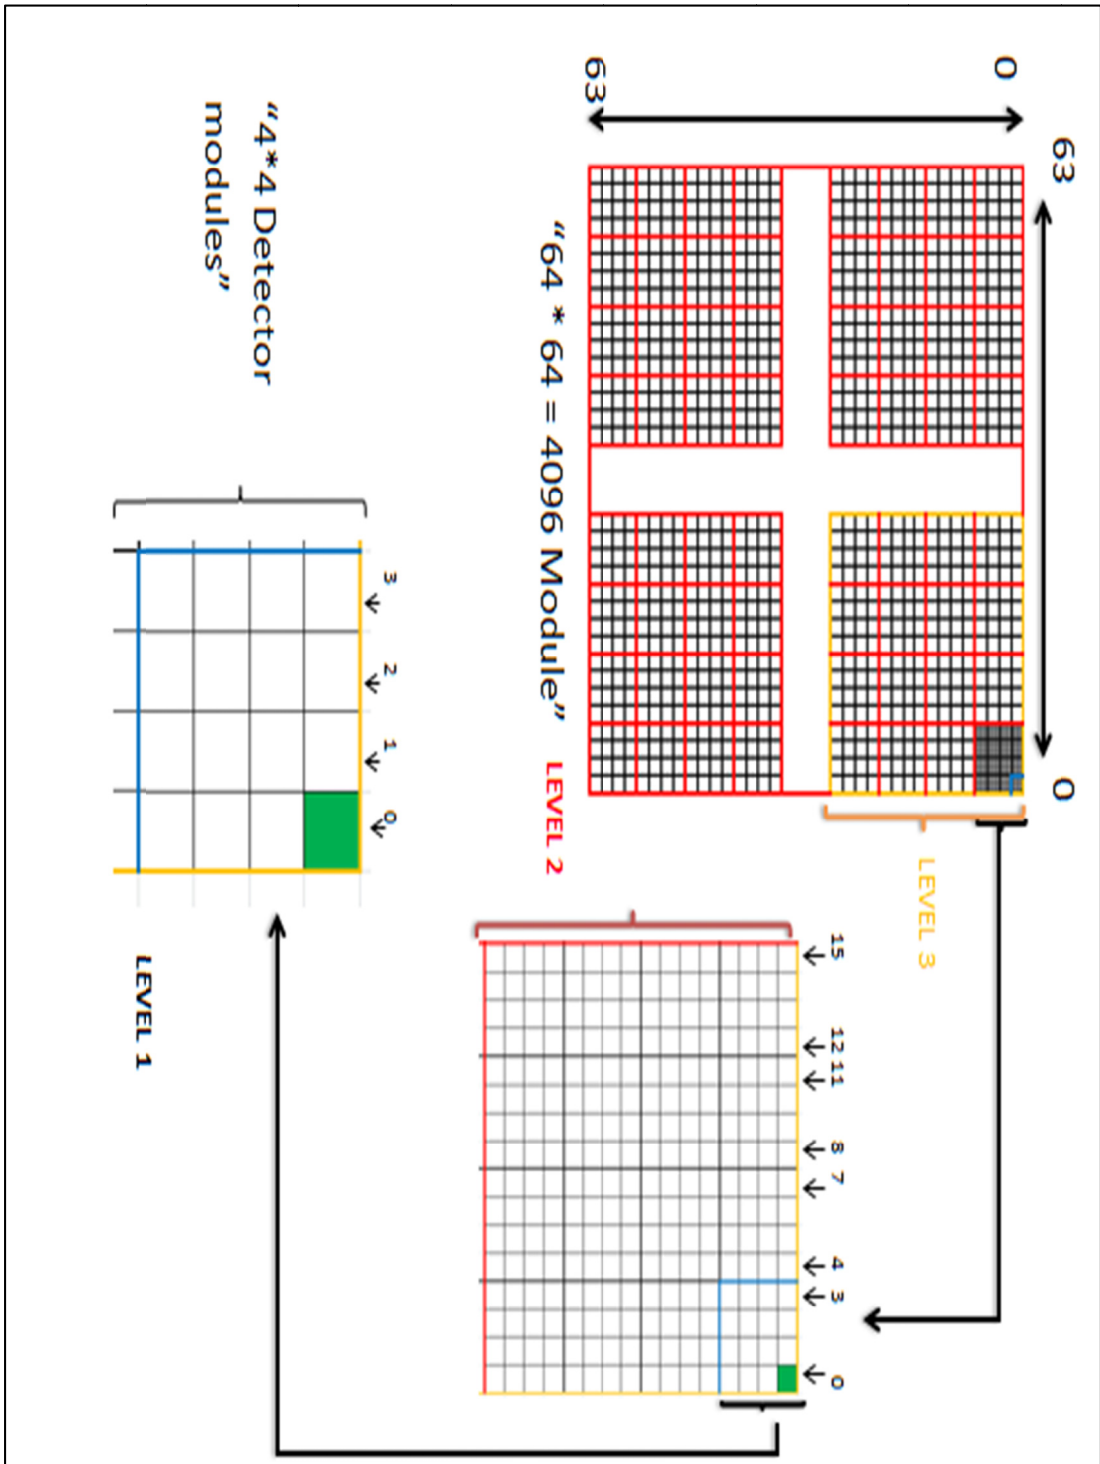 63 0
0
LEVEL 3
15 12 11 8 7 4 3 0
63
“64 * 64 = 4096 Module” LEVEL 2
3 2 1 0
“4*4 Detector
modules”
LEVEL 1